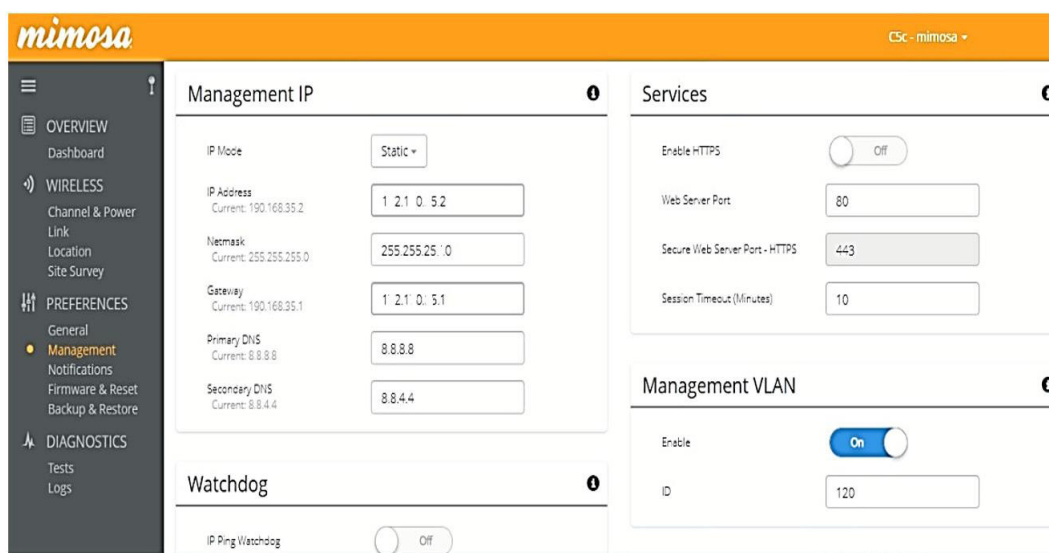 mimosa
C5c - mimosa
OVERVIEW
Dashboard
WIRELESS
Channel & Power
Link
Location
Site Survey
PREFERENCES
General
Management
Notifications
Firmware & Reset
Backup & Restore
DIAGNOSTICS
Tests
Logs
Management IP
IP Mode
Static
IP Address
Current: 190.168.35.2
Netmask
Current: 255.255.255.0
Gateway
Current: 190.168.35.1
Primary DNS
Current: 8.8.8.8
8.8.8.8
Secondary DNS
Current: 8.8.4.4
8.8.4.4
Watchdog
IP Ping Watchdog
Off
Services
Enable HTTPS
Off
Web Server Port
80
Secure Web Server Port - HTTPS
443
Session Timeout (Minutes)
10
Management VLAN
Enable
On
ID
120